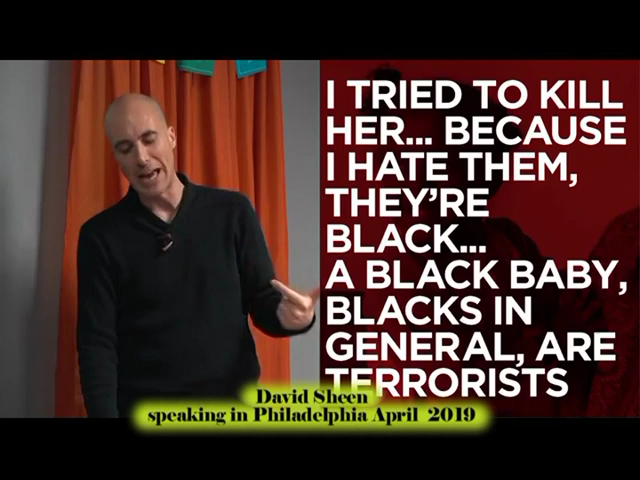 I TRIED TO KILL
HER... BECAUSE
I HATE THEM,
THEY'RE
BLACK...
A BLACK BABY,
BLACKS IN
GENERAL, ARE
TERRORISTS
David Sheen
speaking in Philadelphia April 2019